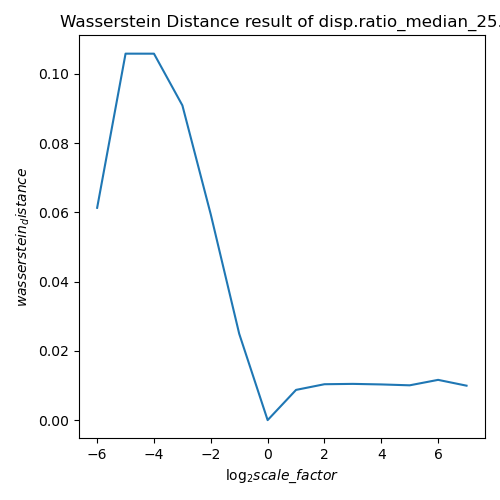 Wasserstein Distance result of disp.ratio_median_25.
0.10
0.08
0.06
0.04
0.02
0.00
wasserstein_distance
−6 −4 −2 0 2 4 6
log₂scale_factor